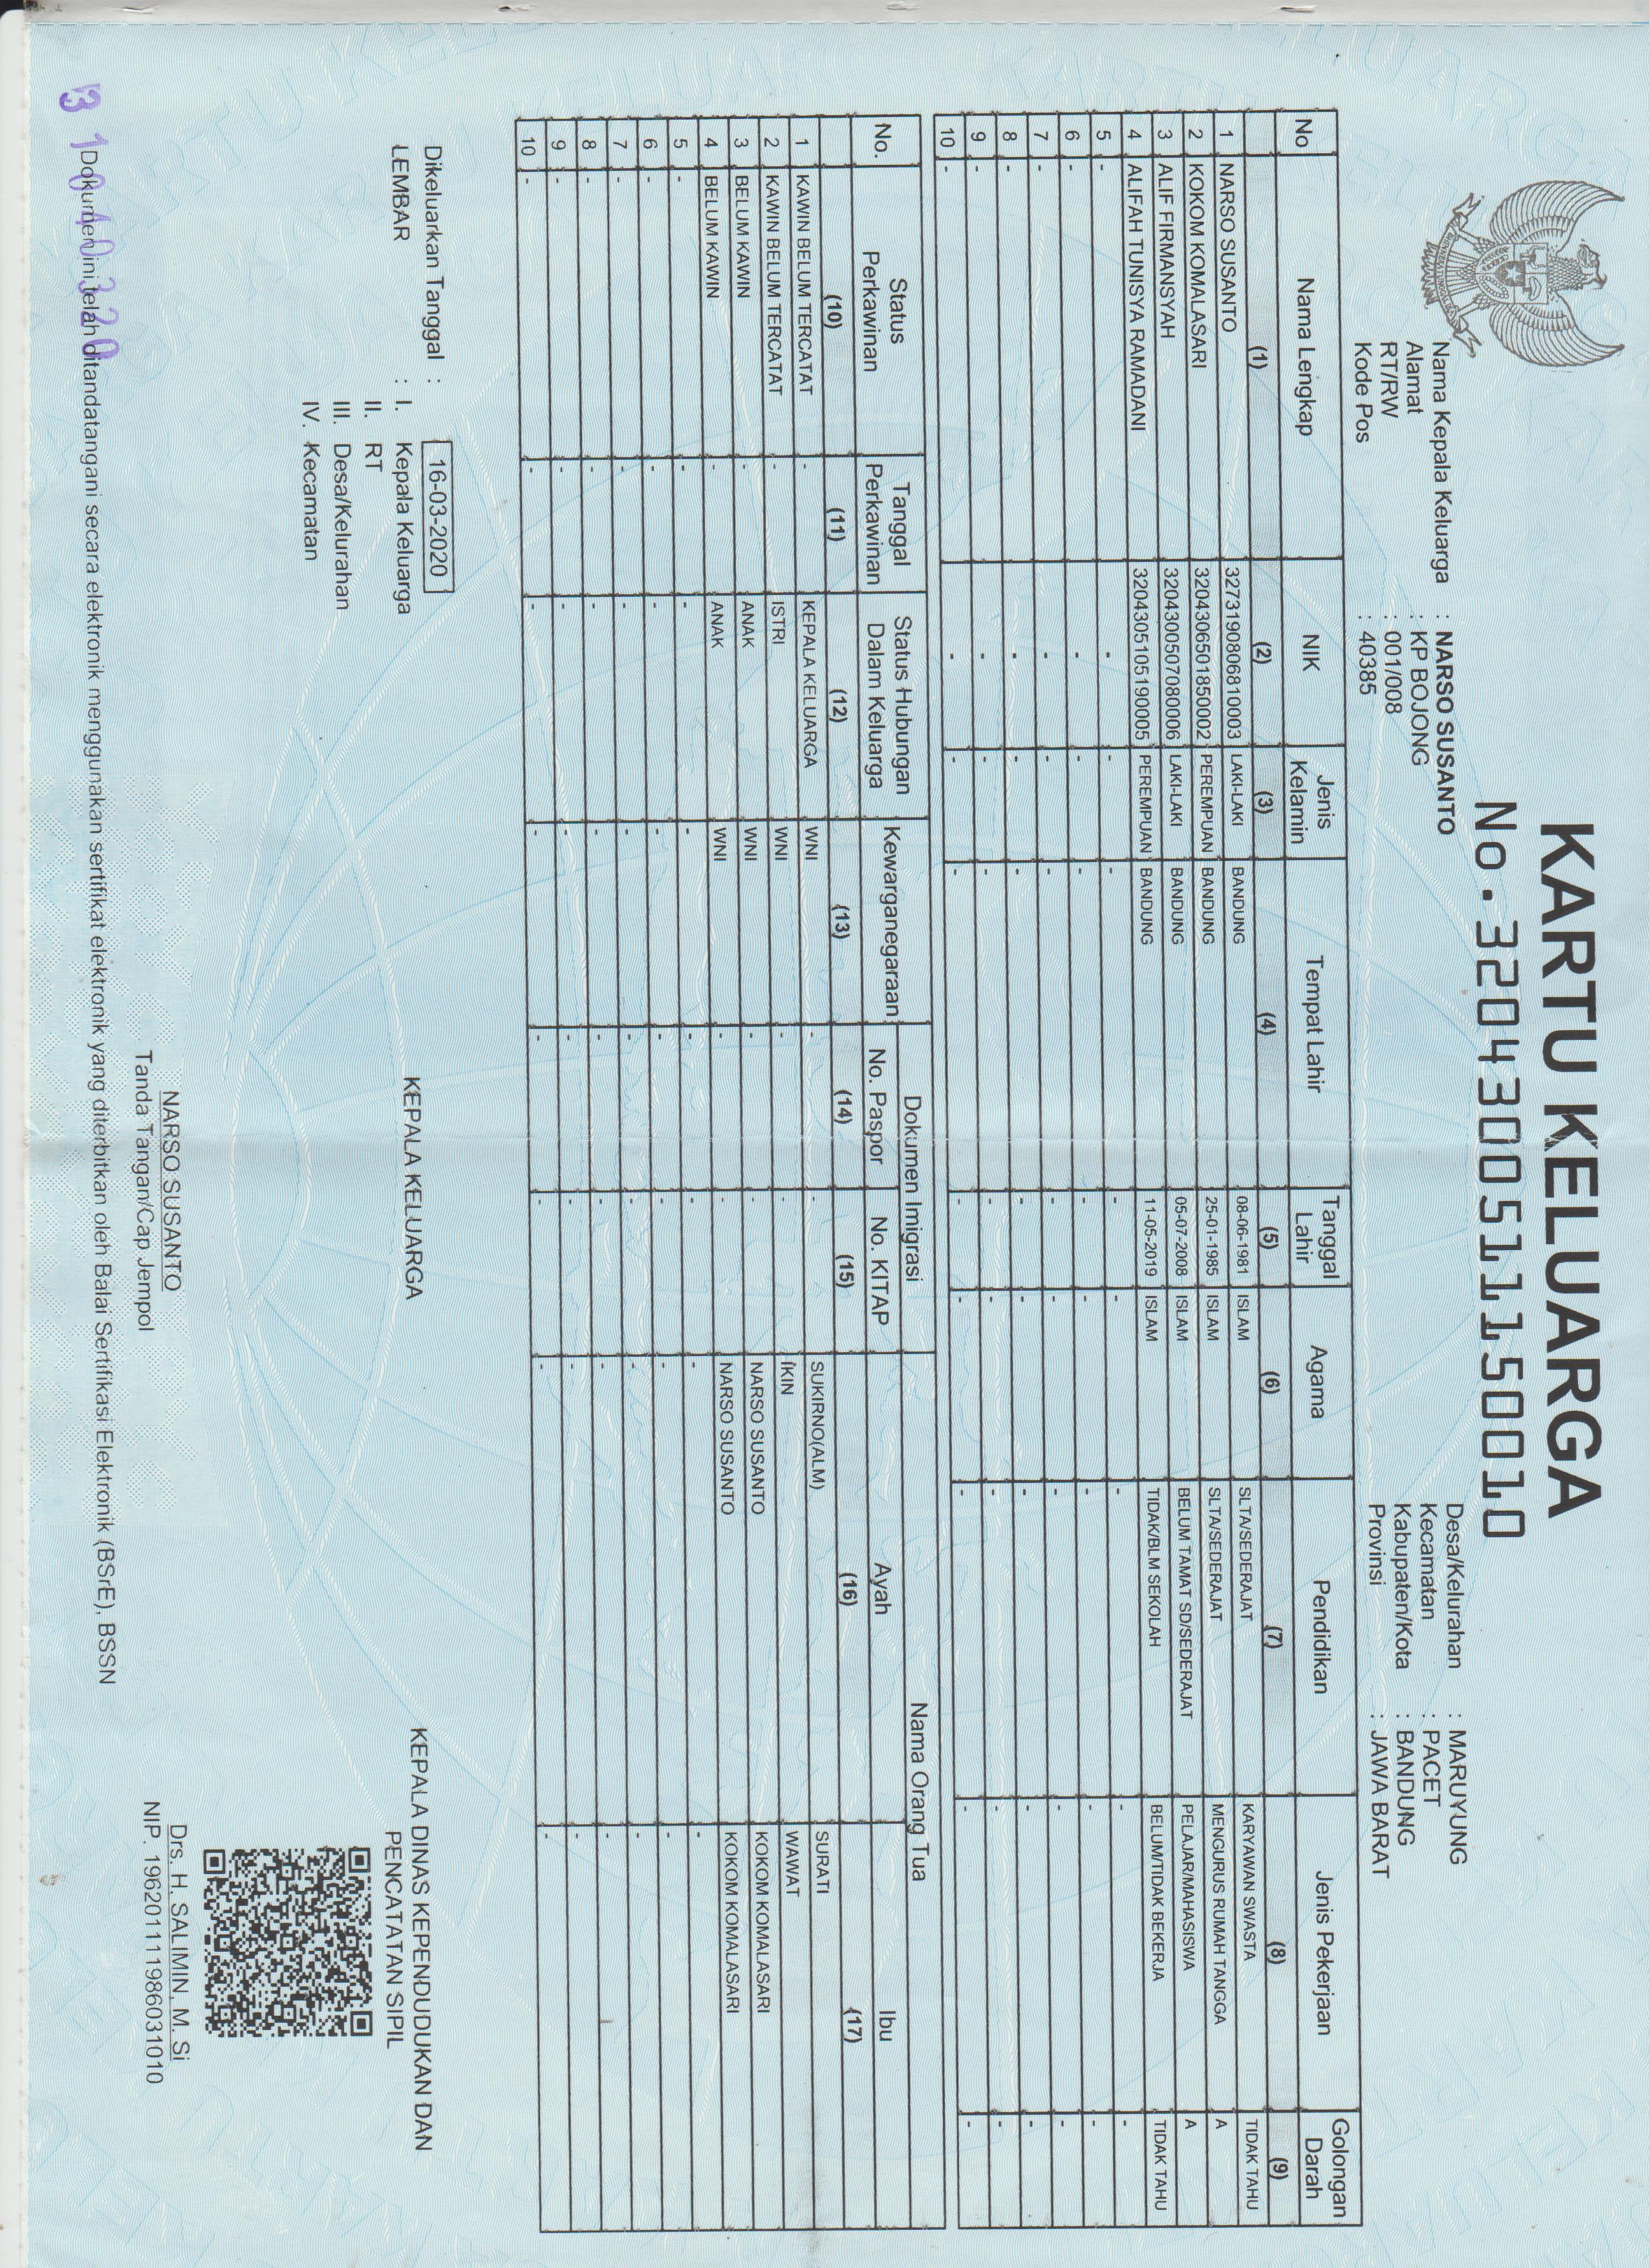 KARTU KELUARGA
No.3204300511150010
Nama Kepala Keluarga : NARSO SUSANTO
Alamat : KP BOJONG
RT/RW : 001/008
Kode Pos : 40385
Desa/Kelurahan : MARUYUNG
Kecamatan : PACET
Kabupaten/Kota : BANDUNG
Provinsi : JAWA BARAT
No Nama Lengkap NIK Jenis Kelamin Tempat Lahir Tanggal Lahir Agama Pendidikan Jenis Pekerjaan Golongan Darah
(1) (2) (3) (4) (5) (6) (7) (8) (9)
1 NARSO SUSANTO 3273190806810003 LAKI-LAKI BANDUNG 08-06-1981 ISLAM SLTA/SEDERAJAT KARYAWAN SWASTA TIDAK TAHU
2 KOKOM KOMALASARI 3204306501850002 PEREMPUAN BANDUNG 25-01-1985 ISLAM SLTA/SEDERAJAT MENGURUS RUMAH TANGGA A
3 ALIF FIRMANSYAH 3204300507080006 LAKI-LAKI BANDUNG 05-07-2008 ISLAM BELUM TAMAT SD/SEDERAJAT PELAJAR/MAHASISWA A
4 ALIFAH TUNISYA RAMADANI 3204305105190005 PEREMPUAN BANDUNG 11-05-2019 ISLAM TIDAK/BLM SEKOLAH BELUM/TIDAK BEKERJA TIDAK TAHU
5 - - - - - - - - -
6 - - - - - - - - -
7 - - - - - - - - -
8 - - - - - - - - -
9 - - - - - - - - -
10 - - - - - - - - -
No. Status Perkawinan Tanggal Perkawinan Status Hubungan Dalam Keluarga Kewarganegaraan Dokumen Imigrasi No. Paspor No. KITAP Nama Orang Tua Ayah Ibu
(10) (11) (12) (13) (14) (15) (16) (17)
1 KAWIN BELUM TERCATAT - KEPALA KELUARGA WNI - - SUKIRNO(ALM) SURATI
2 KAWIN BELUM TERCATAT - ISTRI WNI - - IKIN WAWAT
3 BELUM KAWIN - ANAK WNI - - NARSO SUSANTO KOKOM KOMALASARI
4 BELUM KAWIN - ANAK WNI - - NARSO SUSANTO KOKOM KOMALASARI
5 - - - - - - - -
6 - - - - - - - -
7 - - - - - - - -
8 - - - - - - - -
9 - - - - - - - -
10 - - - - - - - -
Dikeluarkan Tanggal : 16-03-2020
LEMBAR : I. Kepala Keluarga
II. RT
III. Desa/Kelurahan
IV. Kecamatan
KEPALA KELUARGA
NARSO SUSANTO
Tanda Tangan/Cap Jempol
KEPALA DINAS KEPENDUDUKAN DAN
PENCATATAN SIPIL
Drs. H. SALIMIN, M. Si
NIP. 196201111986031010
31040320
Dokumen ini telah ditandatangani secara elektronik menggunakan sertifikat elektronik yang diterbitkan oleh Balai Sertifikasi Elektronik (BSrE), BSSN